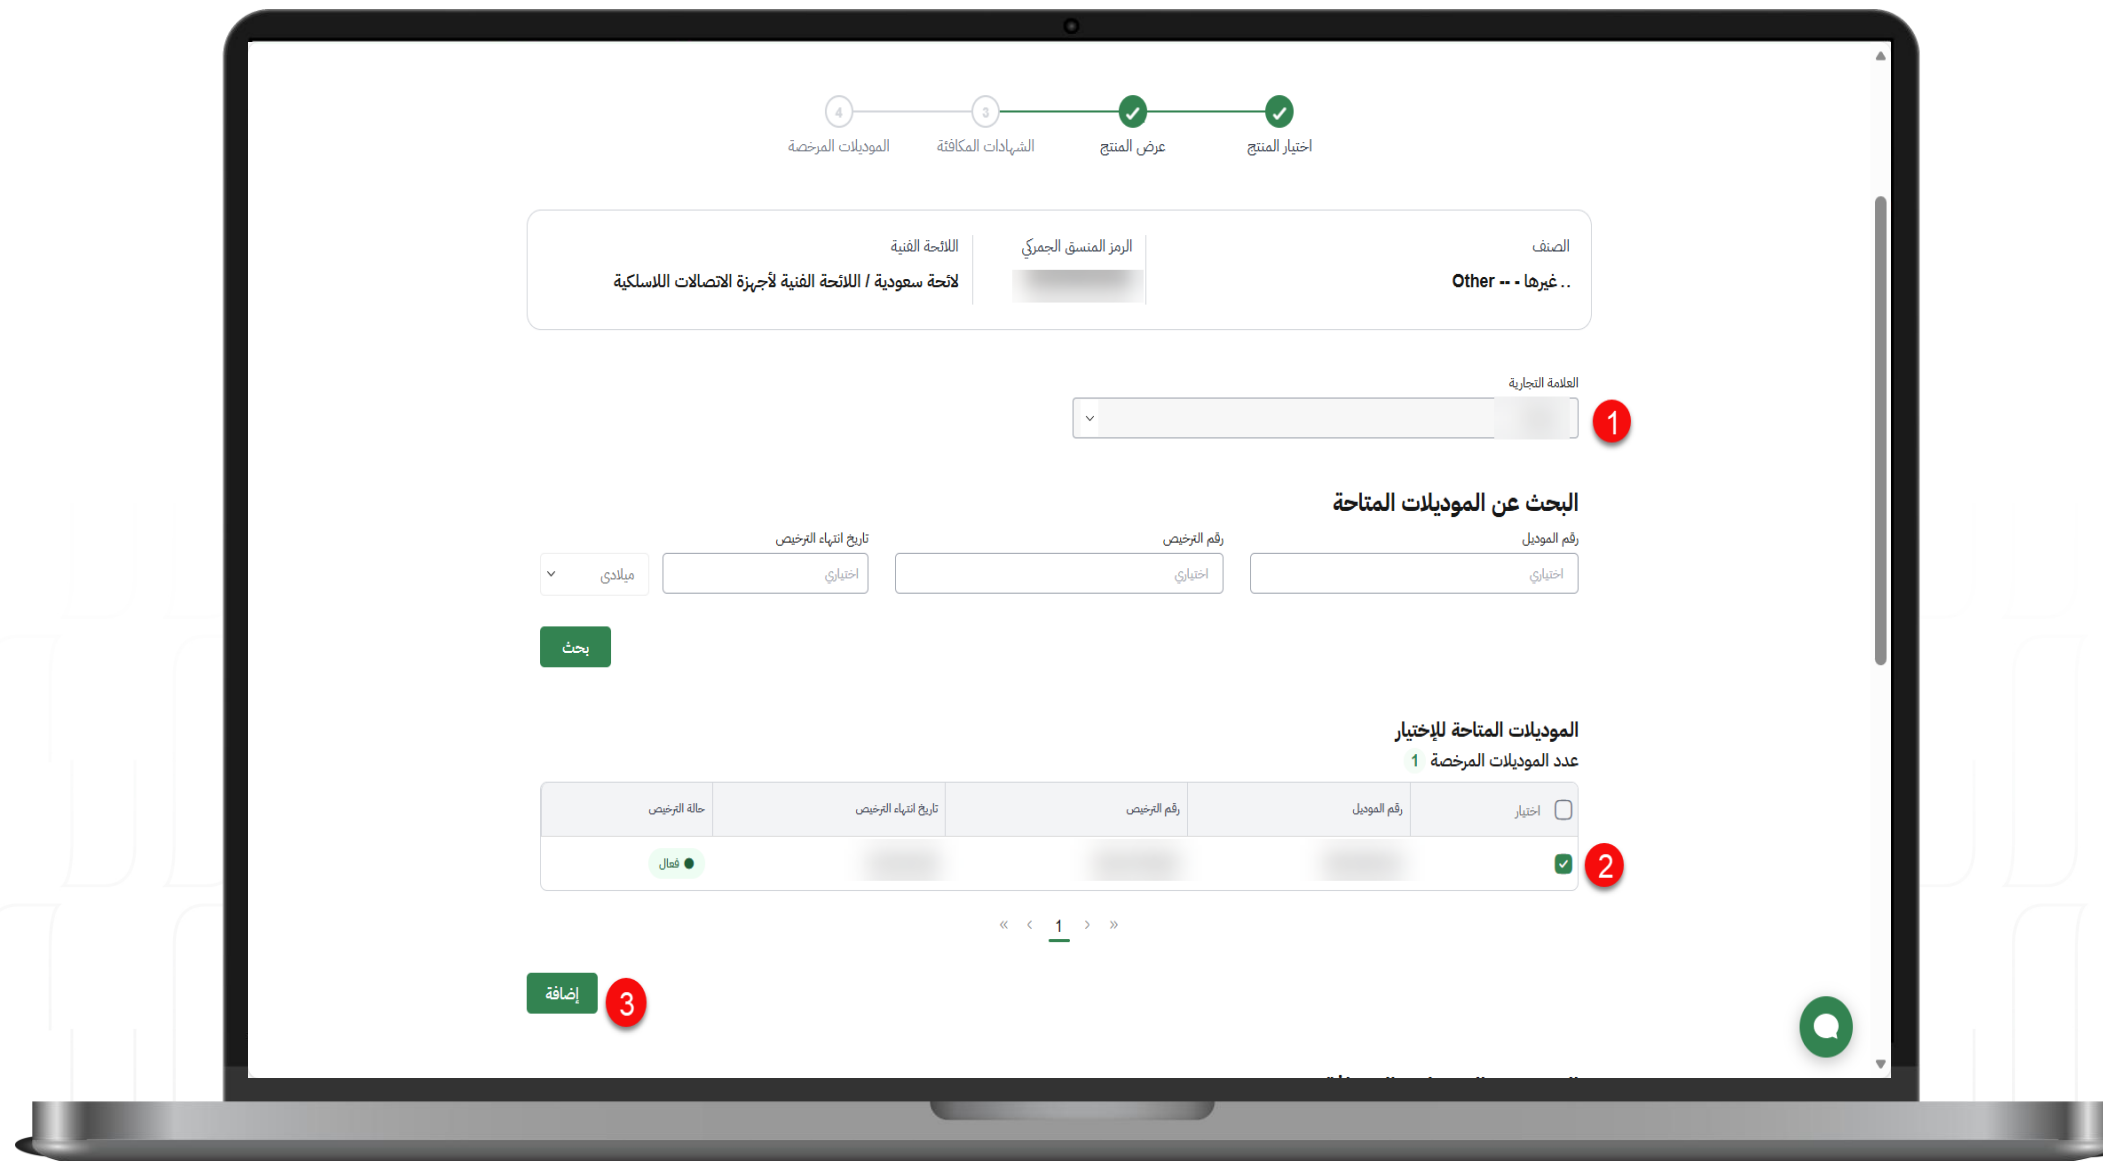 اختيار المنتج
عرض المنتج
3 الشهادات المكافئة
4 الموديلات المرخصة
الصنف
.. غيرها - -- Other
الرمز المنسق الجمركي
اللائحة الفنية
لائحة سعودية / اللائحة الفنية لأجهزة الاتصالات اللاسلكية
العلامة التجارية
1
البحث عن الموديلات المتاحة
رقم الموديل
اختياري
رقم الترخيص
اختياري
تاريخ انتهاء الترخيص
اختياري
ميلادى
بحث
الموديلات المتاحة للإختيار
عدد الموديلات المرخصة 1
اختيار رقم الموديل رقم الترخيص تاريخ انتهاء الترخيص حالة الترخيص
2 فعال
« ‹ 1 › »
إضافة
3